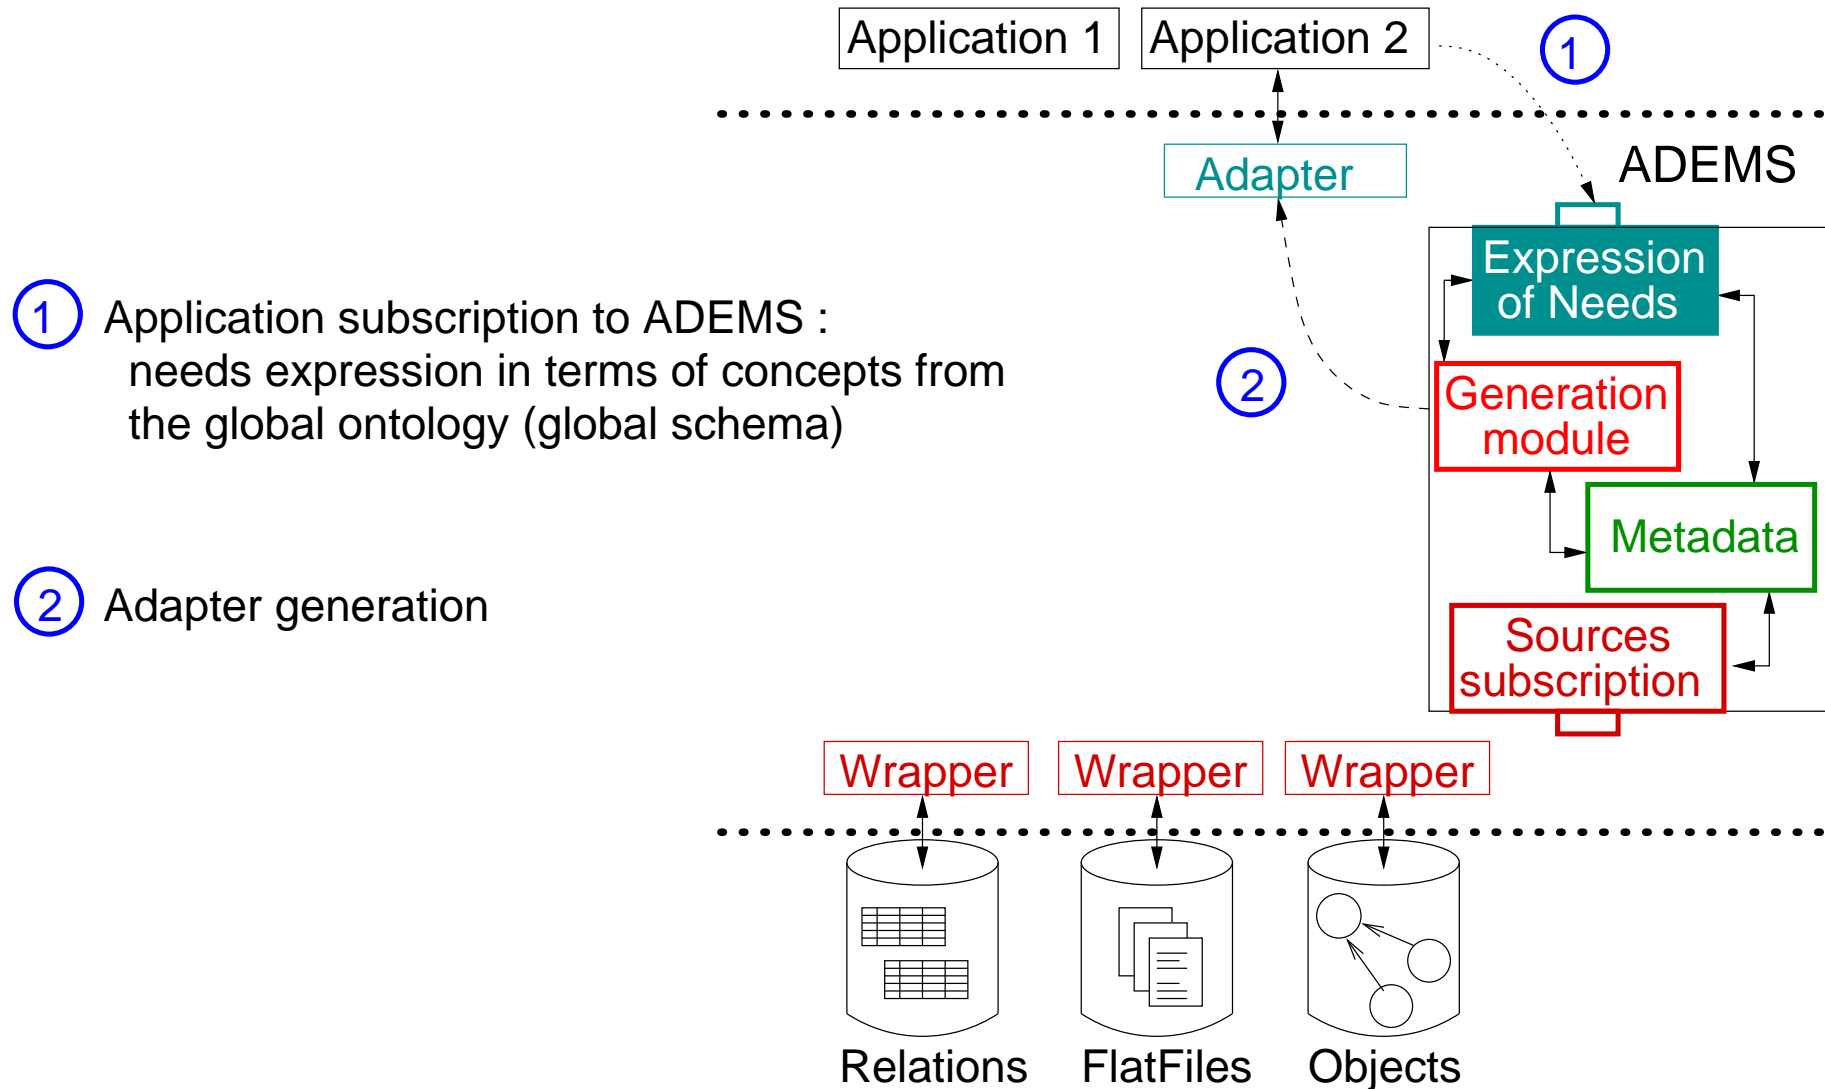 Application 1
Application 2
1
ADEMS
Adapter
Expression
of Needs
1
Application subscription to ADEMS :
needs expression in terms of concepts from
the global ontology (global schema)
2
Generation
module
Metadata
2
Adapter generation
Sources
subscription
Wrapper
Wrapper
Wrapper
Relations
FlatFiles
Objects